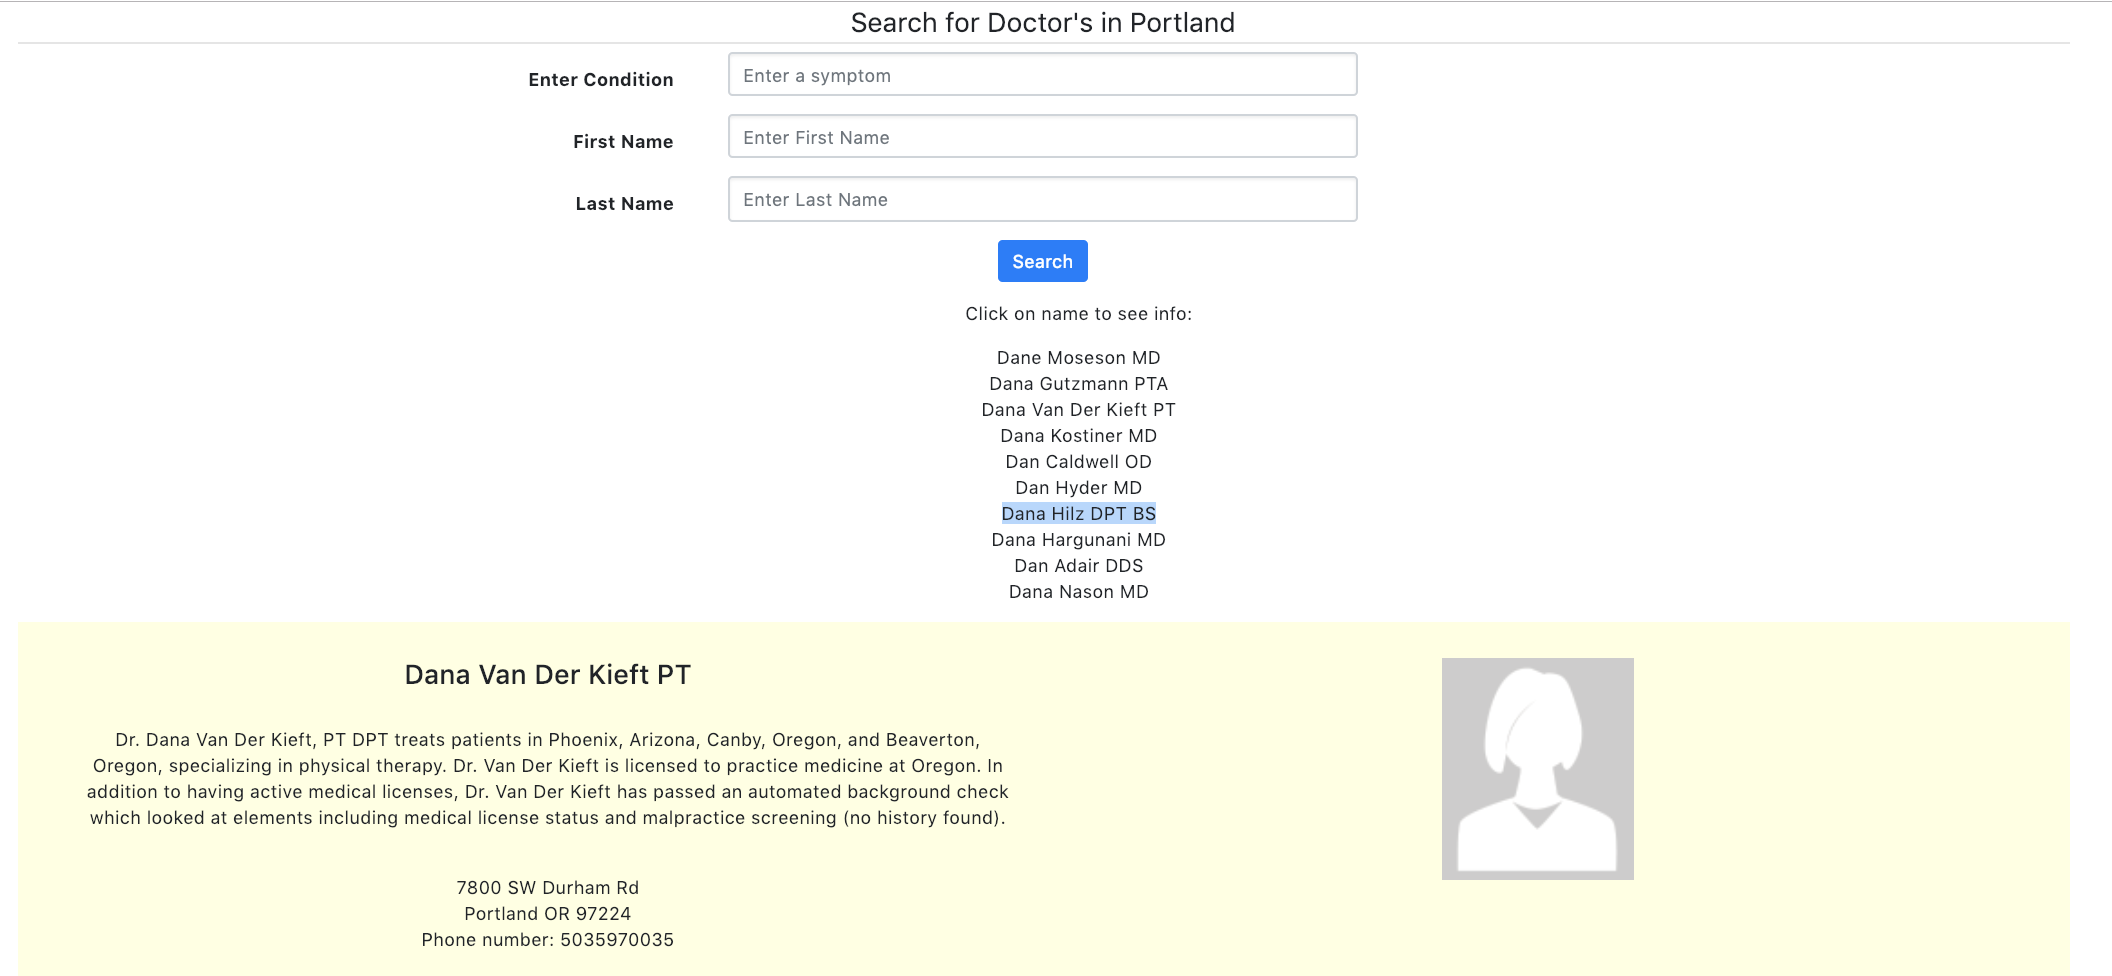 Search for Doctor's in Portland
Enter Condition
Enter a symptom
First Name
Enter First Name
Last Name
Enter Last Name
Search
Click on name to see info:
Dane Moseson MD
Dana Gutzmann PTA
Dana Van Der Kieft PT
Dana Kostiner MD
Dan Caldwell OD
Dan Hyder MD
Dana Hilz DPT BS
Dana Hargunani MD
Dan Adair DDS
Dana Nason MD
Dana Van Der Kieft PT
Dr. Dana Van Der Kieft, PT DPT treats patients in Phoenix, Arizona, Canby, Oregon, and Beaverton,
Oregon, specializing in physical therapy. Dr. Van Der Kieft is licensed to practice medicine at Oregon. In
addition to having active medical licenses, Dr. Van Der Kieft has passed an automated background check
which looked at elements including medical license status and malpractice screening (no history found).
7800 SW Durham Rd
Portland OR 97224
Phone number: 5035970035